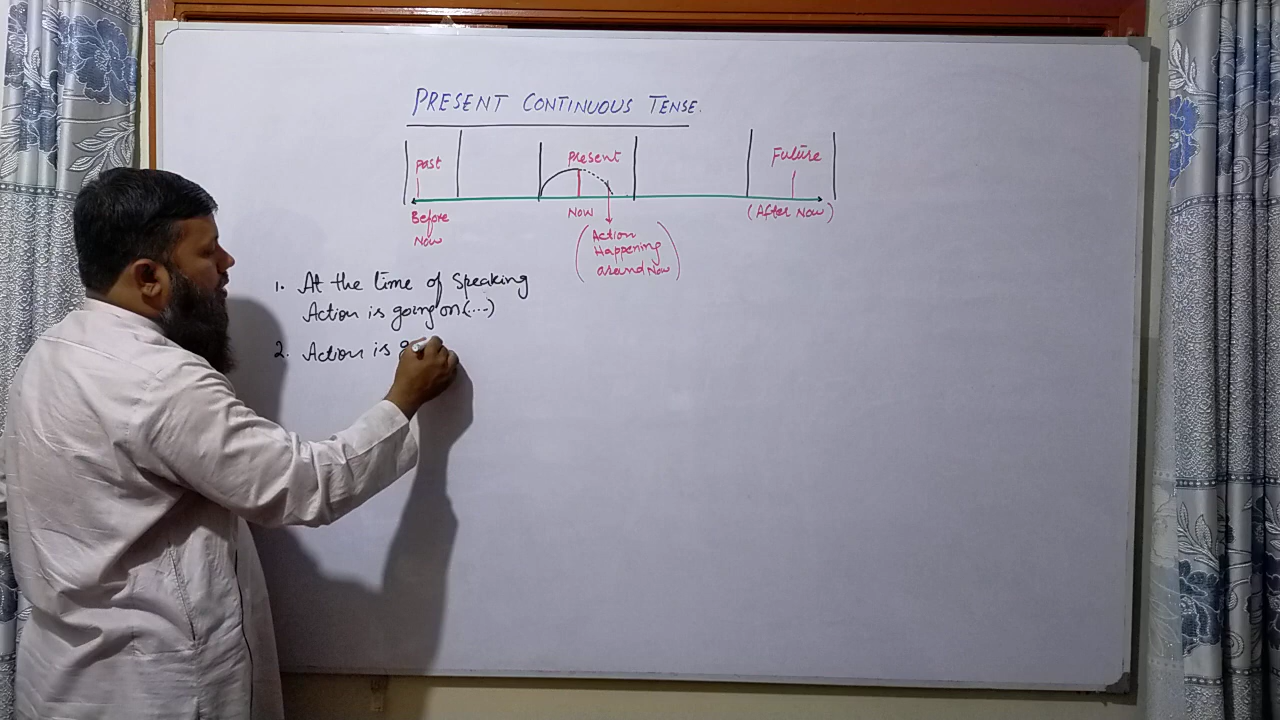 PRESENT CONTINUOUS TENSE.
Past
Present
Future
Before
Now
Now
(After Now)
(Action
Happening
around Now)
1. At the time of Speaking
Action is going on (....)
2. Action is g